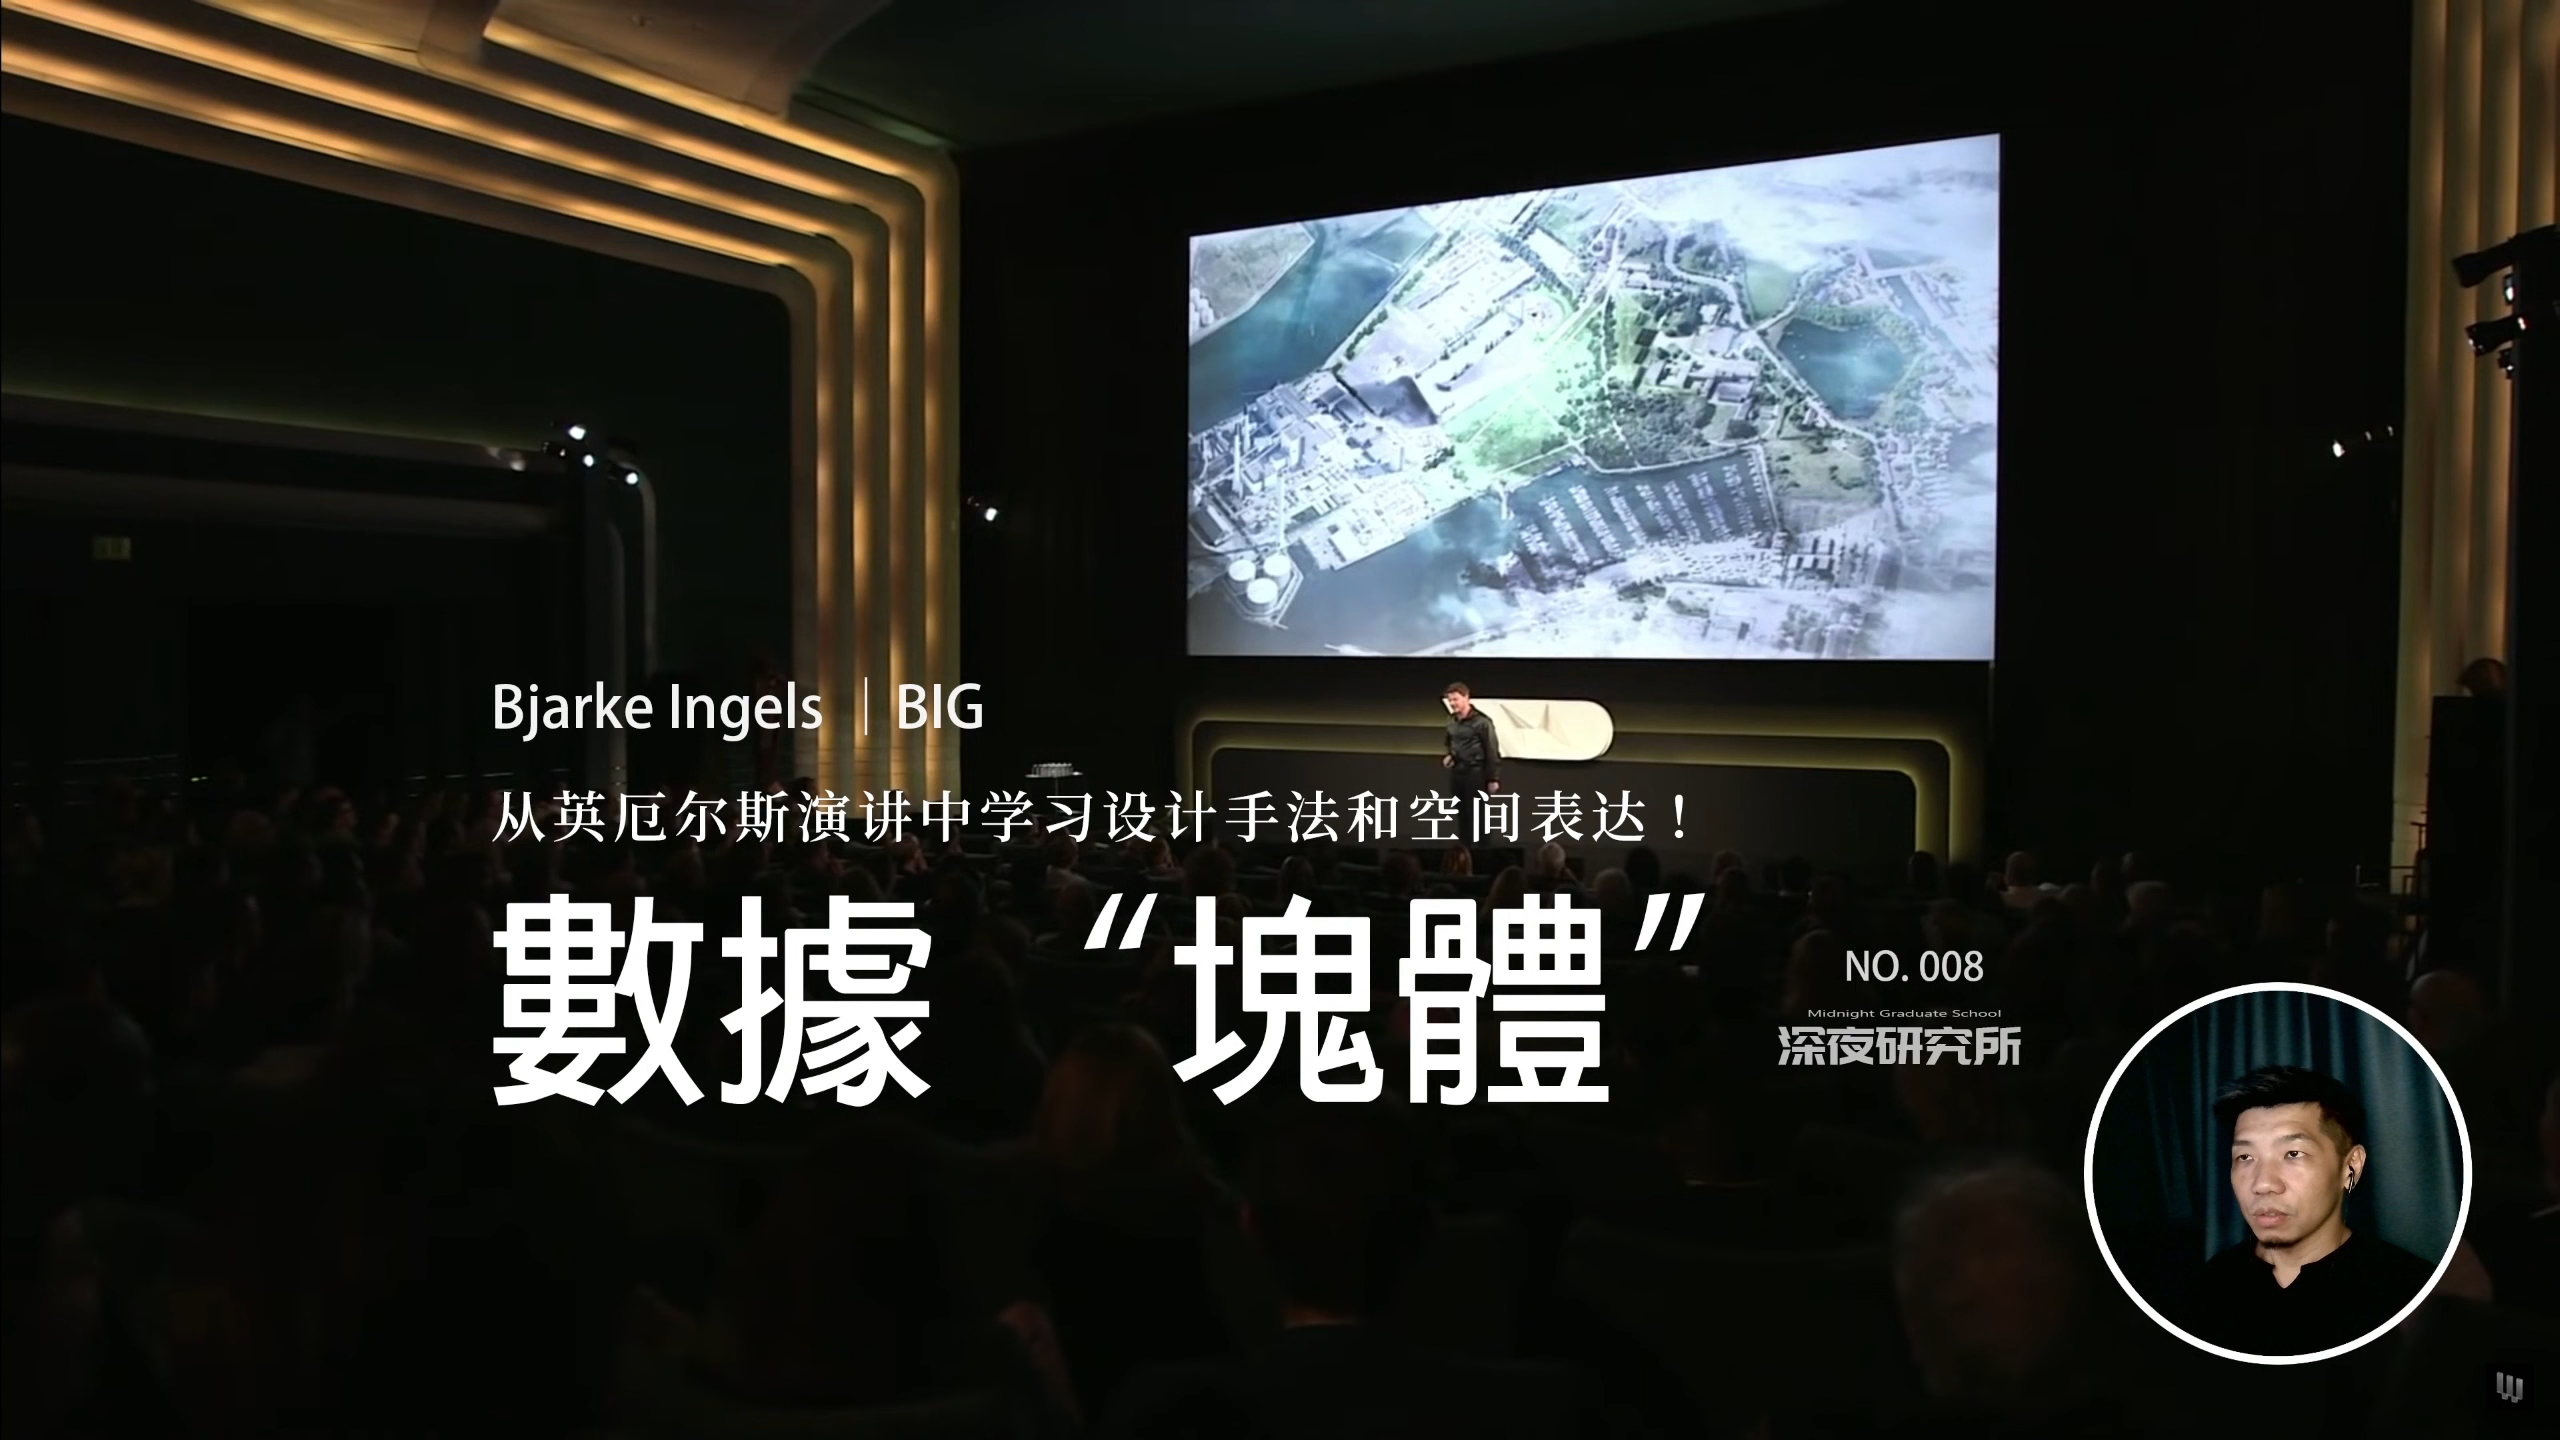 Bjarke Ingels｜BIG
从英厄尔斯演讲中学习设计手法和空间表达！
數據 “塊體”
NO. 008
Midnight Graduate School
深夜研究所